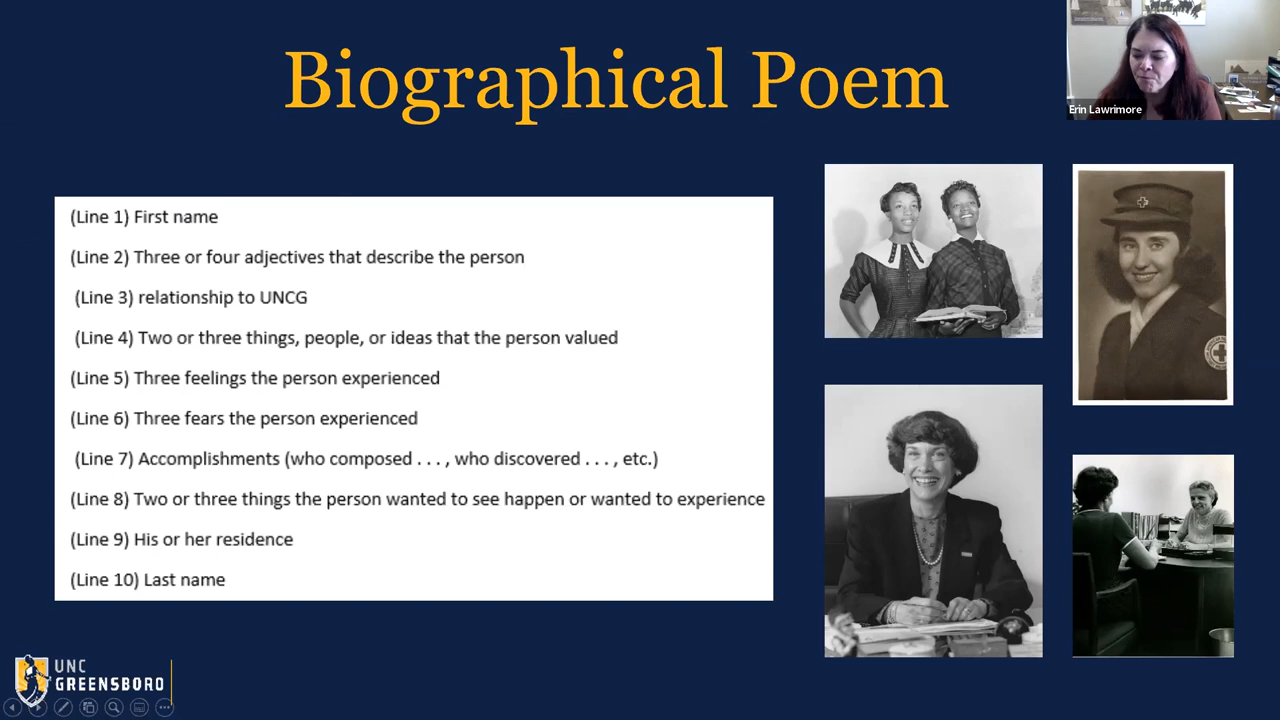 Biographical Poem
Erin Lawrimore
(Line 1) First name
(Line 2) Three or four adjectives that describe the person
(Line 3) relationship to UNCG
(Line 4) Two or three things, people, or ideas that the person valued
(Line 5) Three feelings the person experienced
(Line 6) Three fears the person experienced
(Line 7) Accomplishments (who composed . . . , who discovered . . . , etc.)
(Line 8) Two or three things the person wanted to see happen or wanted to experience
(Line 9) His or her residence
(Line 10) Last name
UNC
GREENSBORO